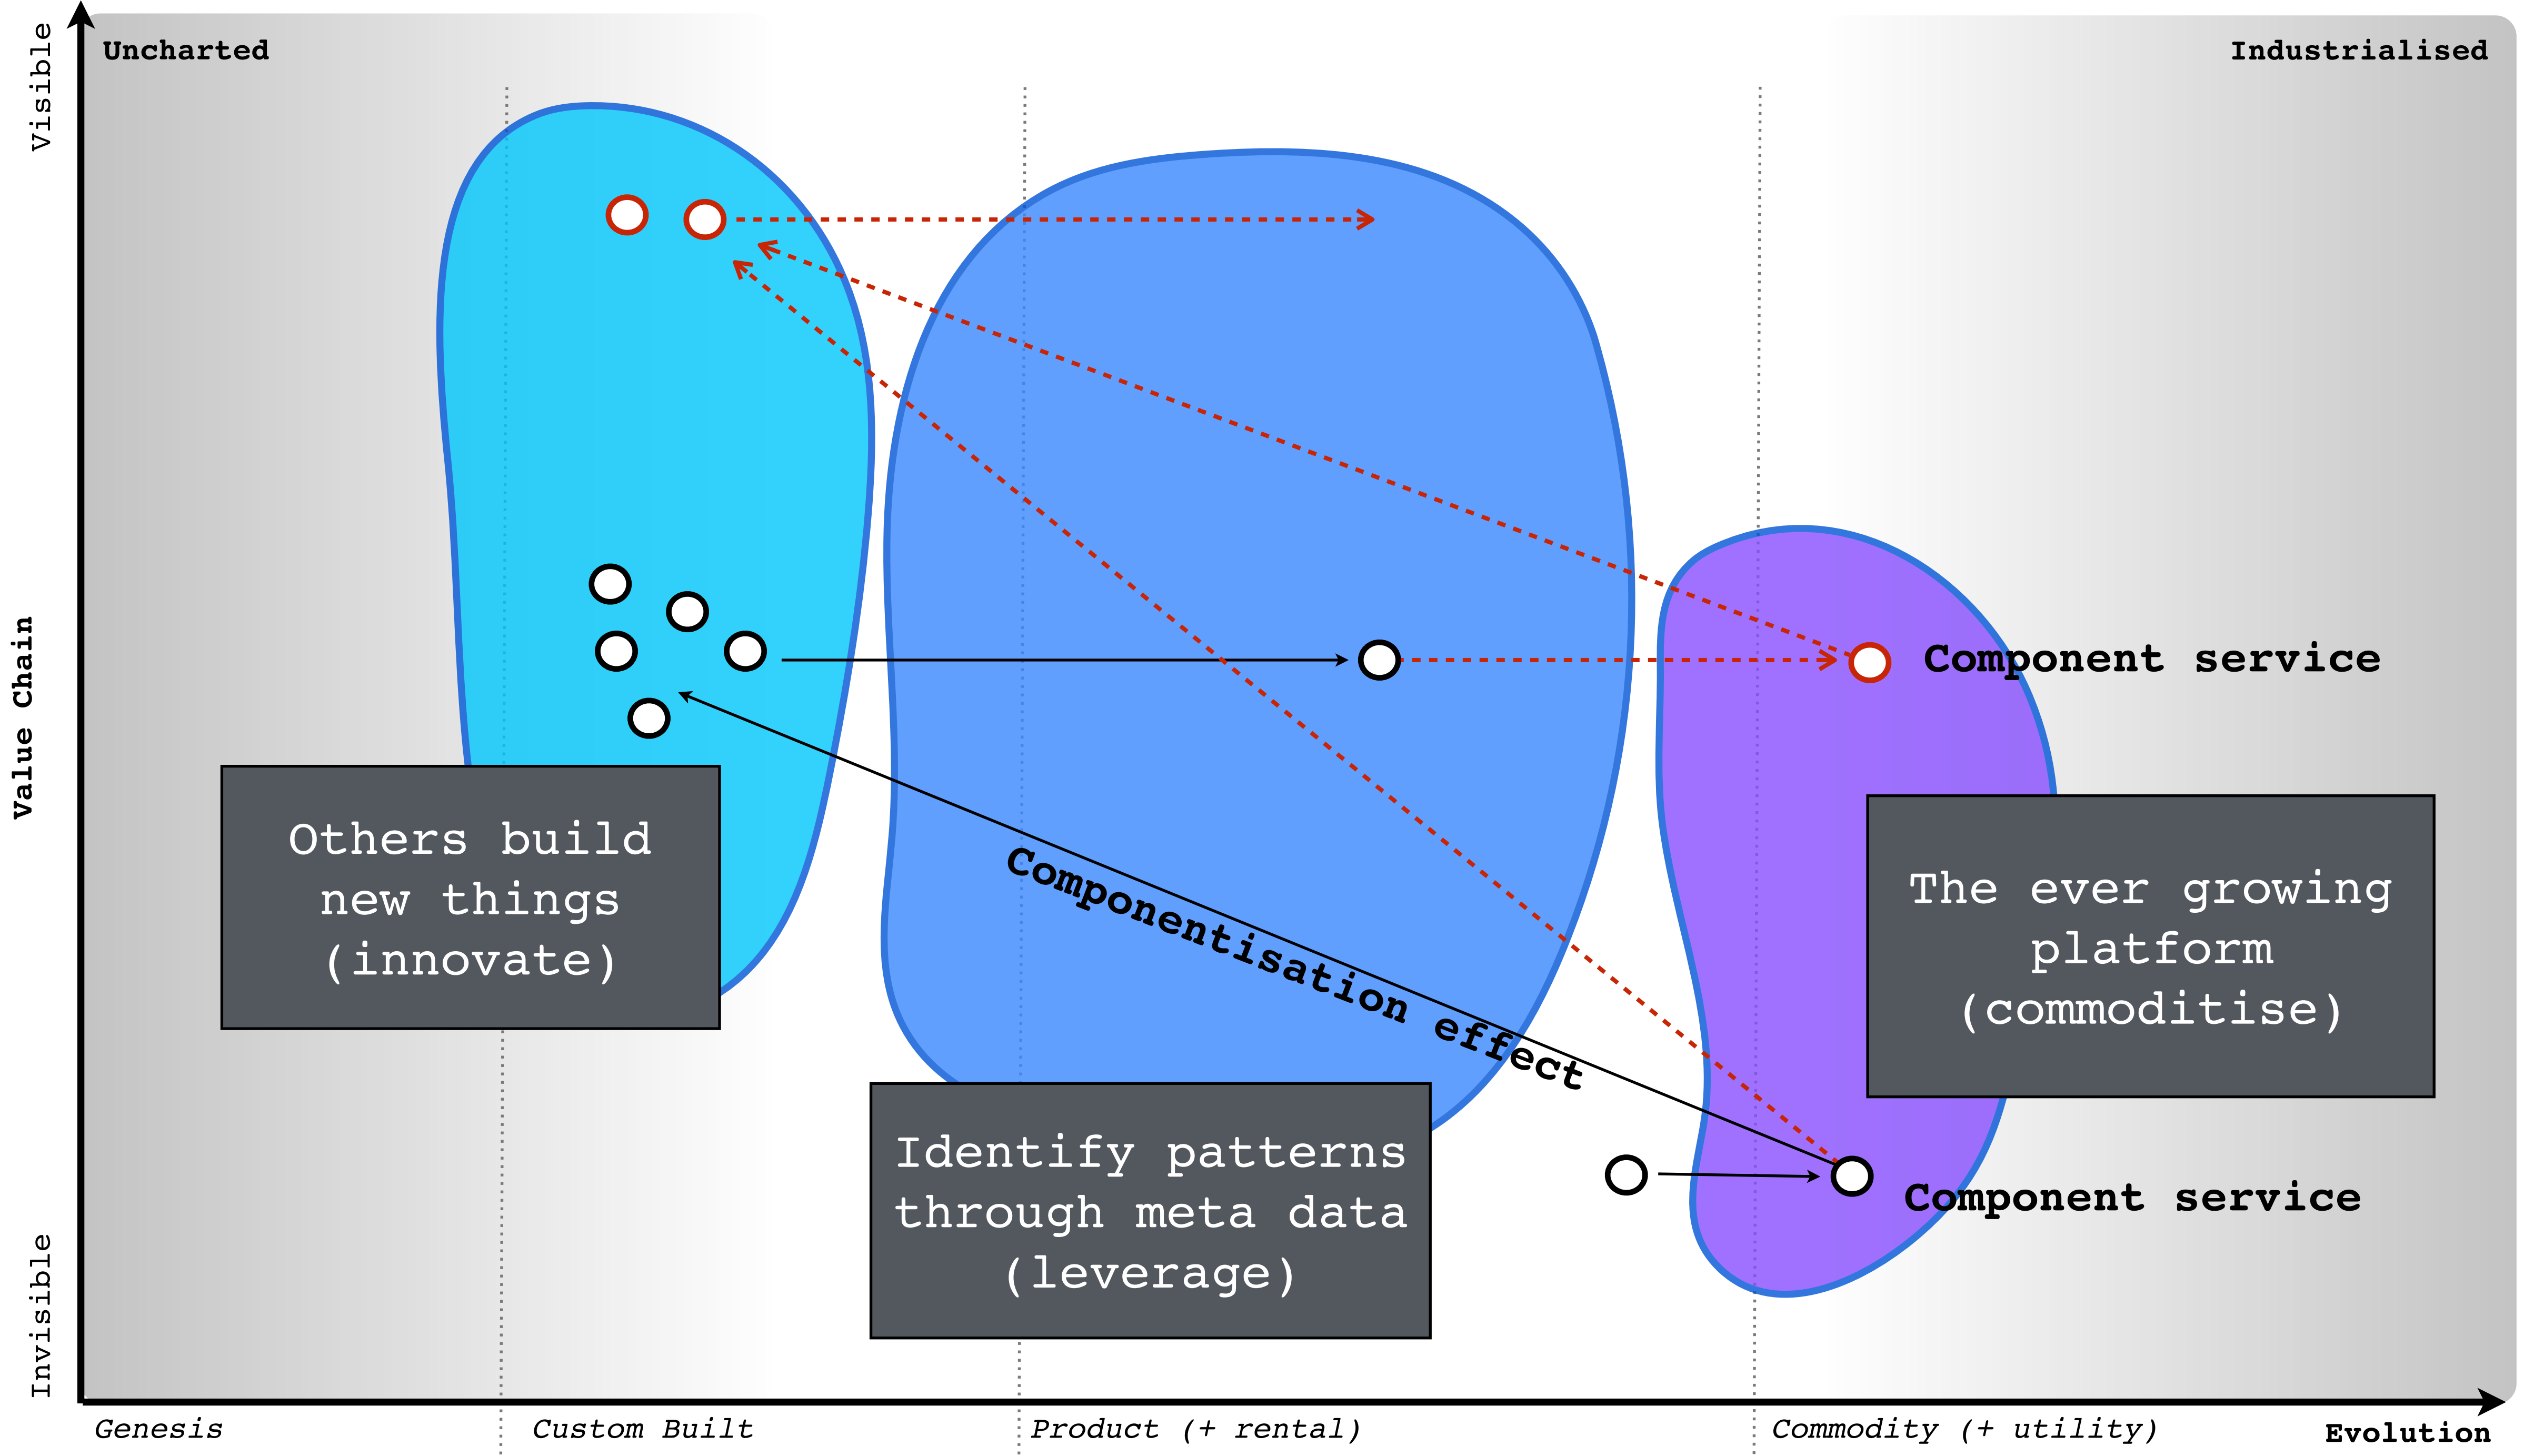 Visible
Uncharted
Industrialised
Component service
Value Chain
Others build
new things
(innovate)
Componentisation effect
The ever growing
platform
(commoditise)
Identify patterns
through meta data
(leverage)
Component service
Invisible
Genesis
Custom Built
Product (+ rental)
Commodity (+ utility)
Evolution